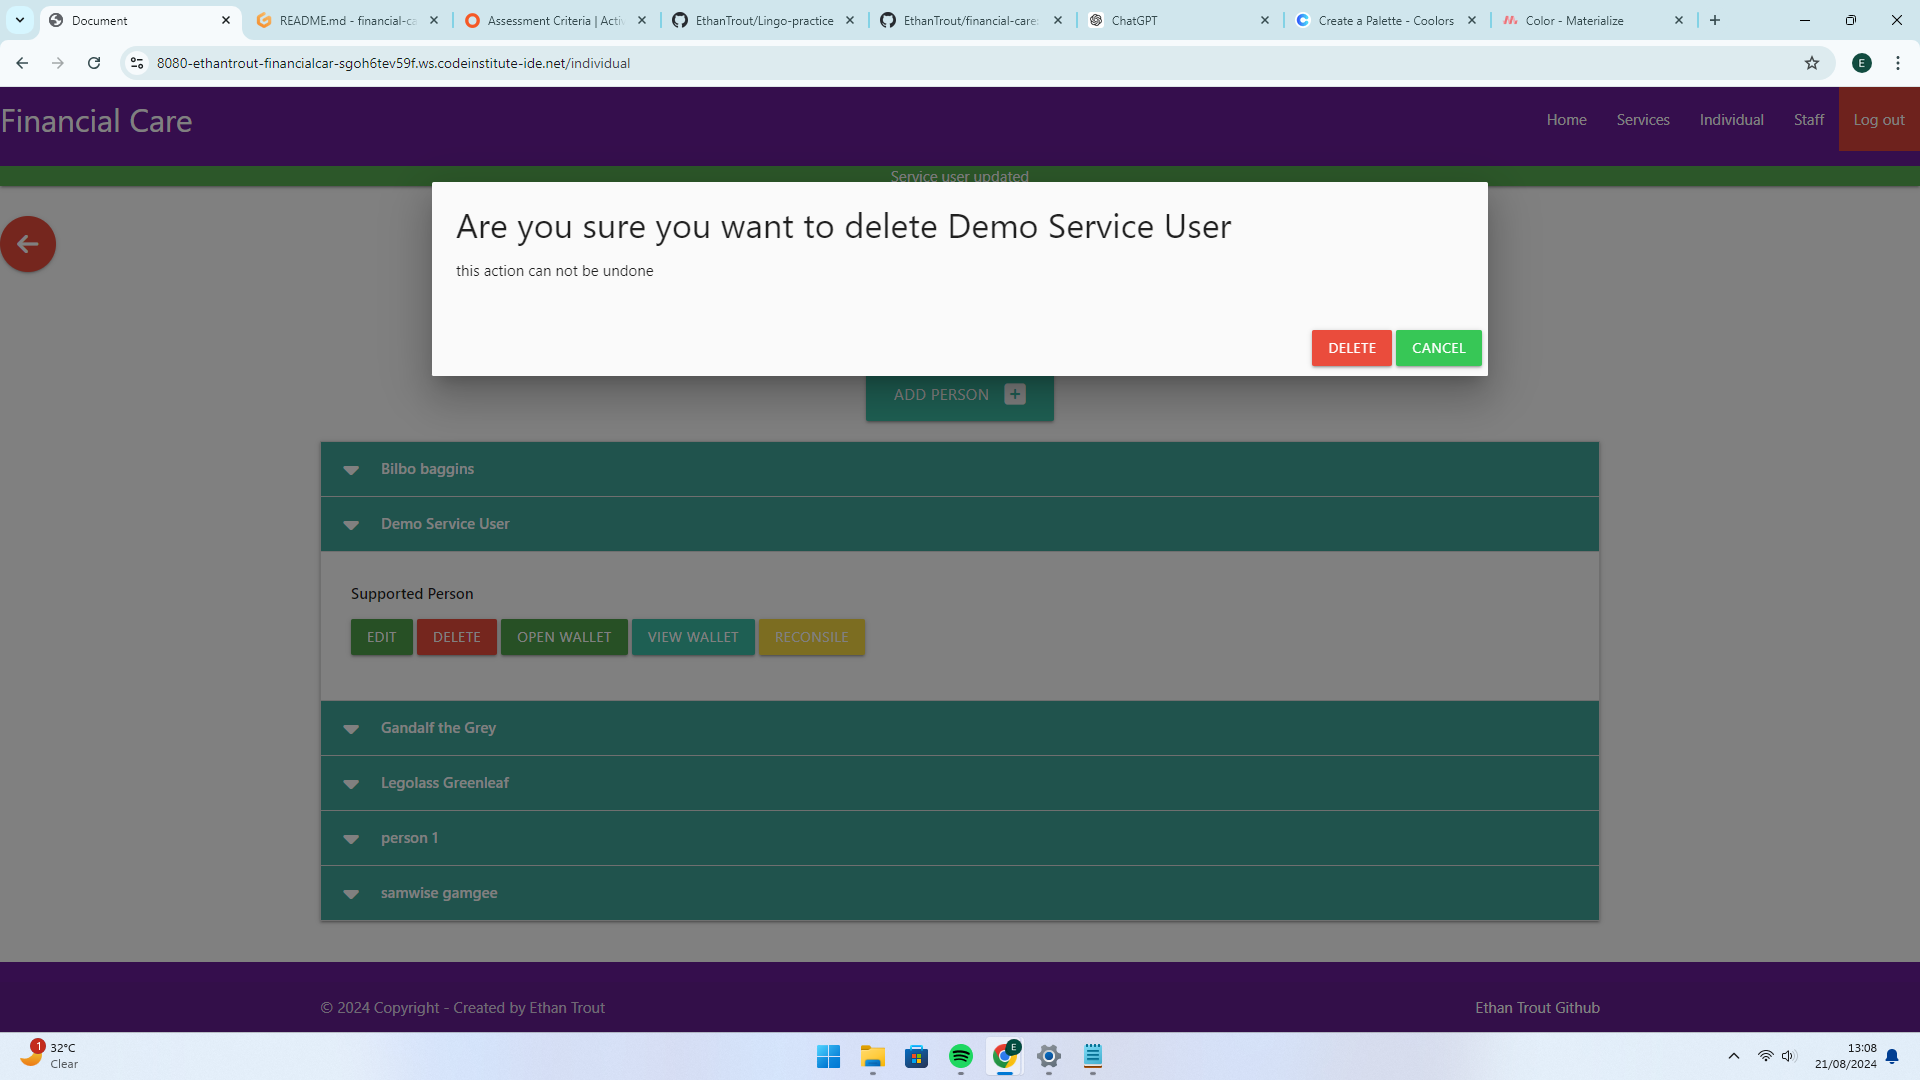 Document
README.md - financial-ca
Assessment Criteria | Activ
EthanTrout/Lingo-practice
EthanTrout/financial-care:
ChatGPT
Create a Palette - Coolors
Color - Materialize
8080-ethantrout-financialcar-sgoh6tev59f.ws.codeinstitute-ide.net/individual
E
Financial Care
Home
Services
Individual
Staff
Log out
Service user updated
Are you sure you want to delete Demo Service User
this action can not be undone
DELETE
CANCEL
ADD PERSON
Bilbo baggins
Demo Service User
Supported Person
EDIT
DELETE
OPEN WALLET
VIEW WALLET
RECONSILE
Gandalf the Grey
Legolass Greenleaf
person 1
samwise gamgee
© 2024 Copyright - Created by Ethan Trout
Ethan Trout Github
1
32°C
Clear
E
13:08
21/08/2024